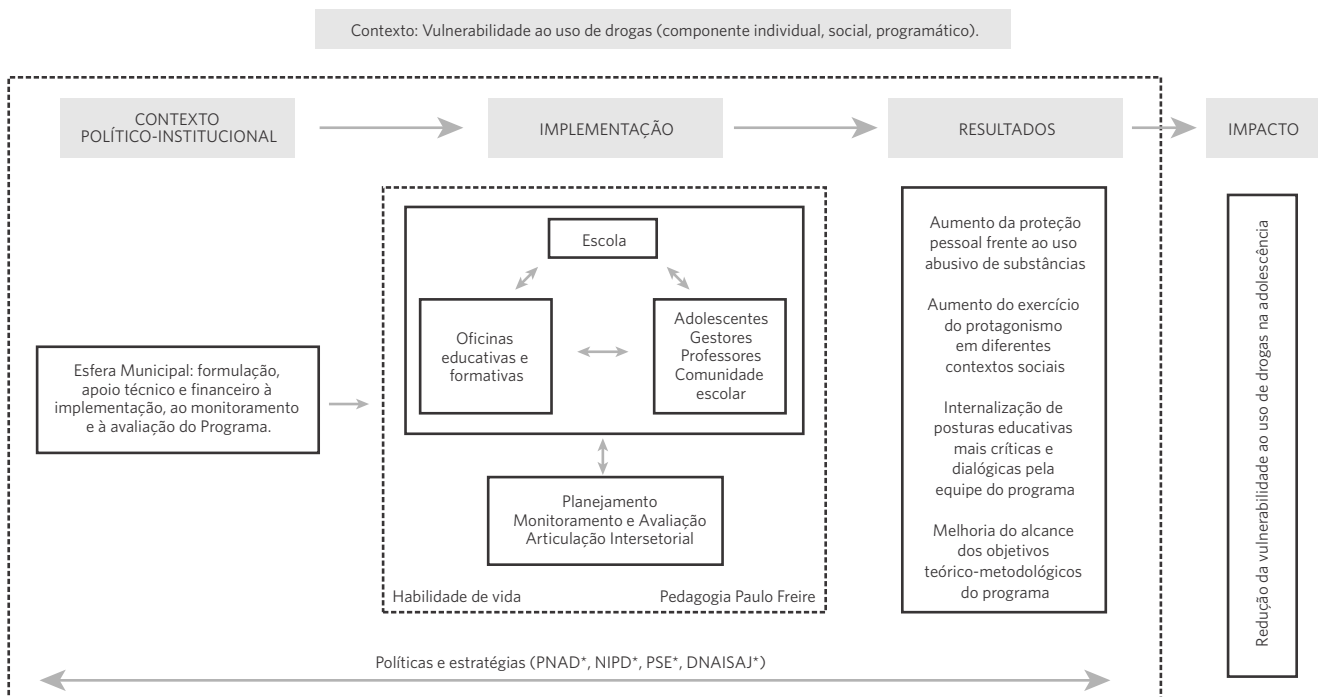 Contexto: Vulnerabilidade ao uso de drogas (componente individual, social, programático).
CONTEXTO
POLÍTICO-INSTITUCIONAL
IMPLEMENTAÇÃO
RESULTADOS
IMPACTO
Esfera Municipal: formulação,
apoio técnico e financeiro à
implementação, ao monitoramento
e à avaliação do Programa.
Escola
Oficinas
educativas e
formativas
Adolescentes
Gestores
Professores
Comunidade
escolar
Planejamento
Monitoramento e Avaliação
Articulação Intersetorial
Habilidade de vida
Pedagogia Paulo Freire
Aumento da proteção
pessoal frente ao uso
abusivo de substâncias
Aumento do exercício
do protagonismo
em diferentes
contextos sociais
Internalização de
posturas educativas
mais críticas e
dialógicas pela
equipe do programa
Melhoria do alcance
dos objetivos
teórico-metodológicos
do programa
Redução da vulnerabilidade ao uso de drogas na adolescência
Políticas e estratégias (PNAD*, NIPD*, PSE*, DNAISAJ*)